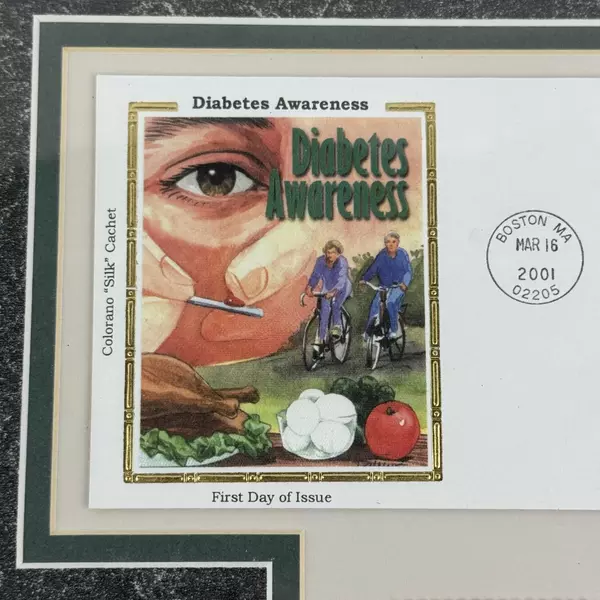 Diabetes Awareness
Diabetes
Awareness
Colorano "Silk" Cachet
First Day of Issue
BOSTON MA
MAR 16
2001
02205